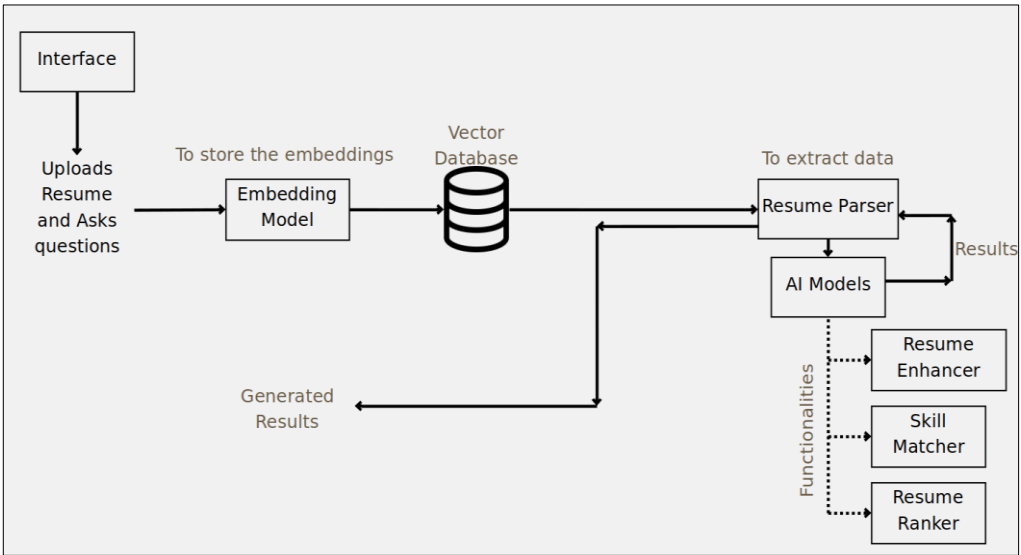 Interface
Uploads
Resume
and Asks
questions
To store the embeddings
Embedding
Model
Vector
Database
To extract data
Resume Parser
Results
AI Models
Functionalities
Resume
Enhancer
Skill
Matcher
Resume
Ranker
Generated
Results